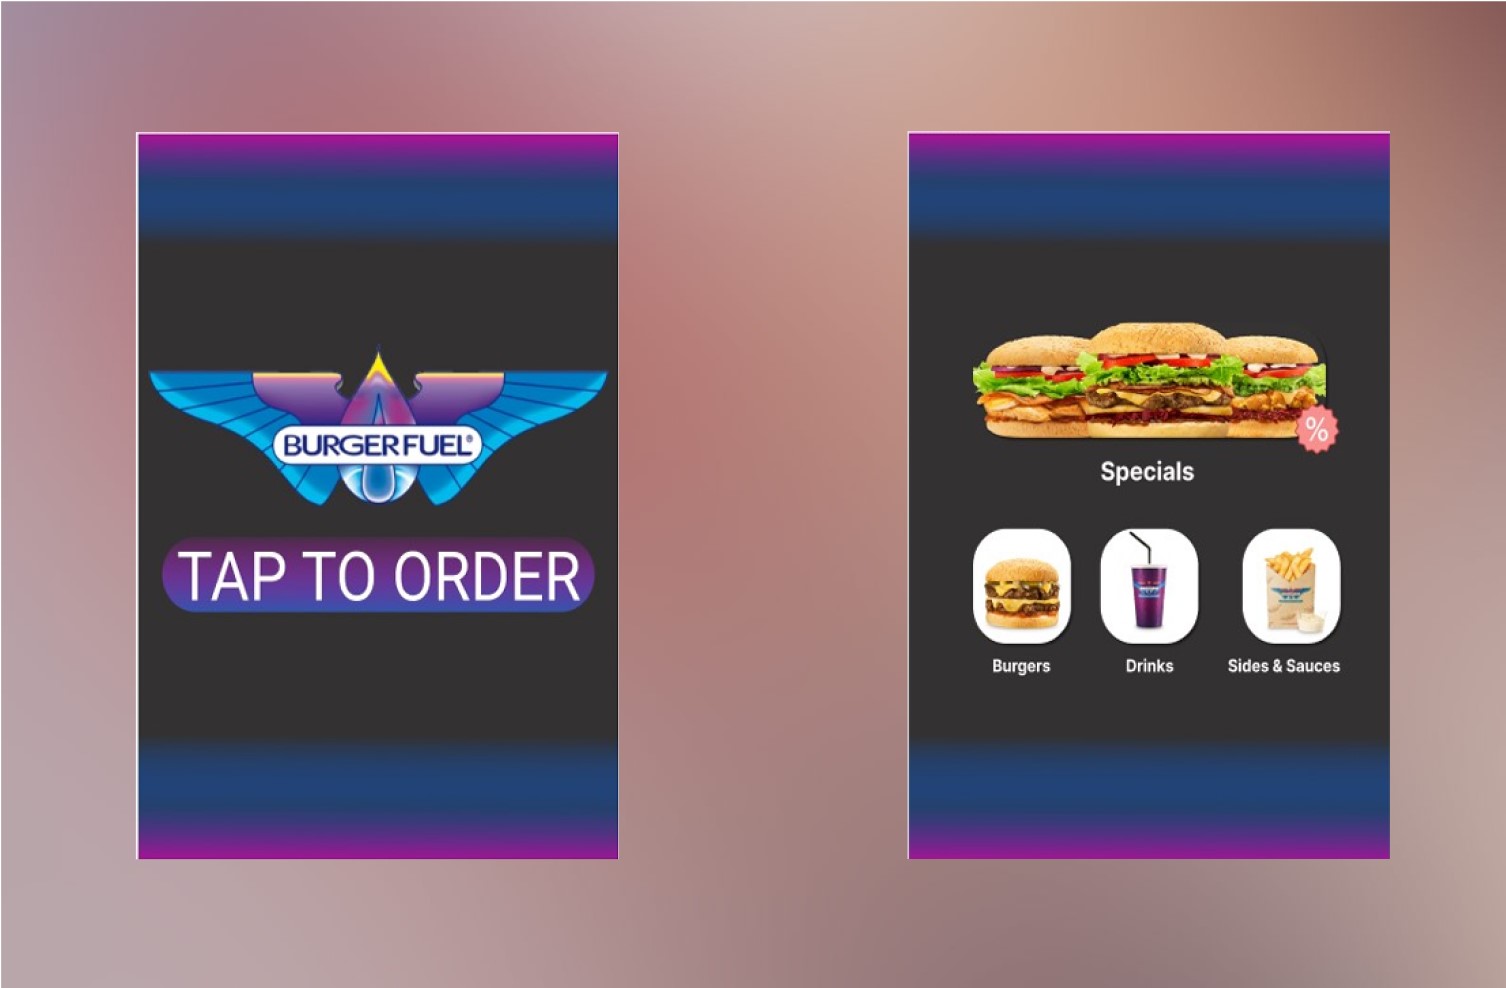 BURGERFUEL®
TAP TO ORDER
%
Specials
Burgers
Drinks
Sides & Sauces